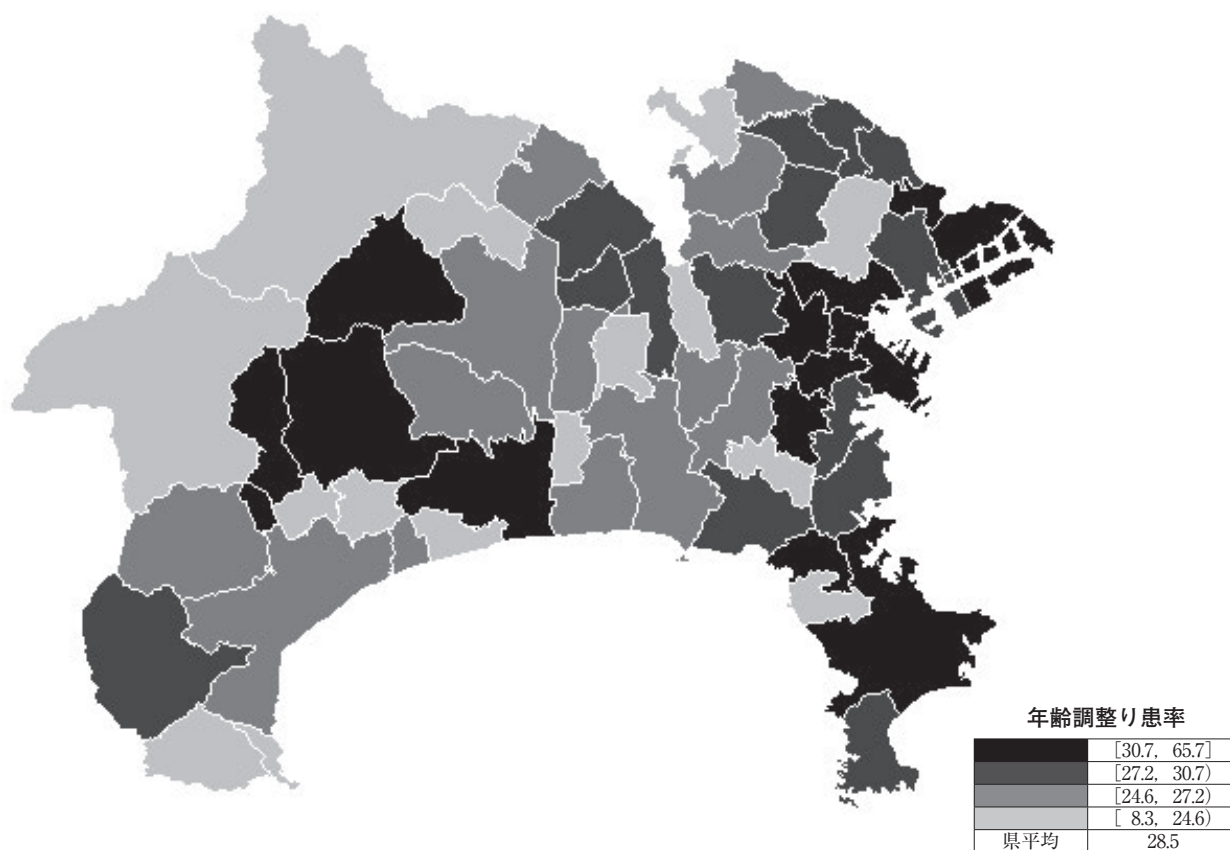 年齢調整り患率
[30.7, 65.7]
[27.2, 30.7)
[24.6, 27.2)
[ 8.3, 24.6)
県平均 28.5